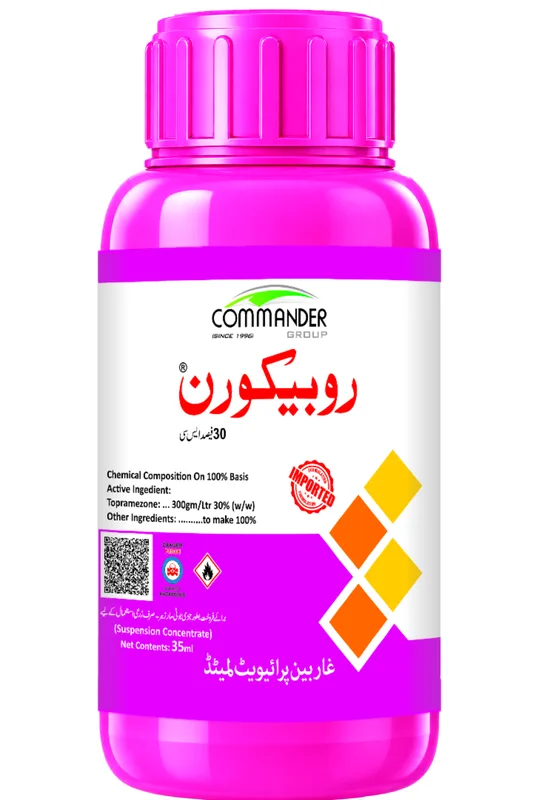 COMMANDER
(SINCE 1996) GROUP
روبیکورن®
30 فیصد ایس سی
Chemical Composition On 100% Basis
Active Ingedient:
Topramezone: ... 300gm/Ltr 30% (w/w)
Other Ingredients: ..........to make 100%
IMPORTED
(Suspension Concentrate)
Net Contents: 35ml
غاربین پرائیویٹ لمیٹڈ